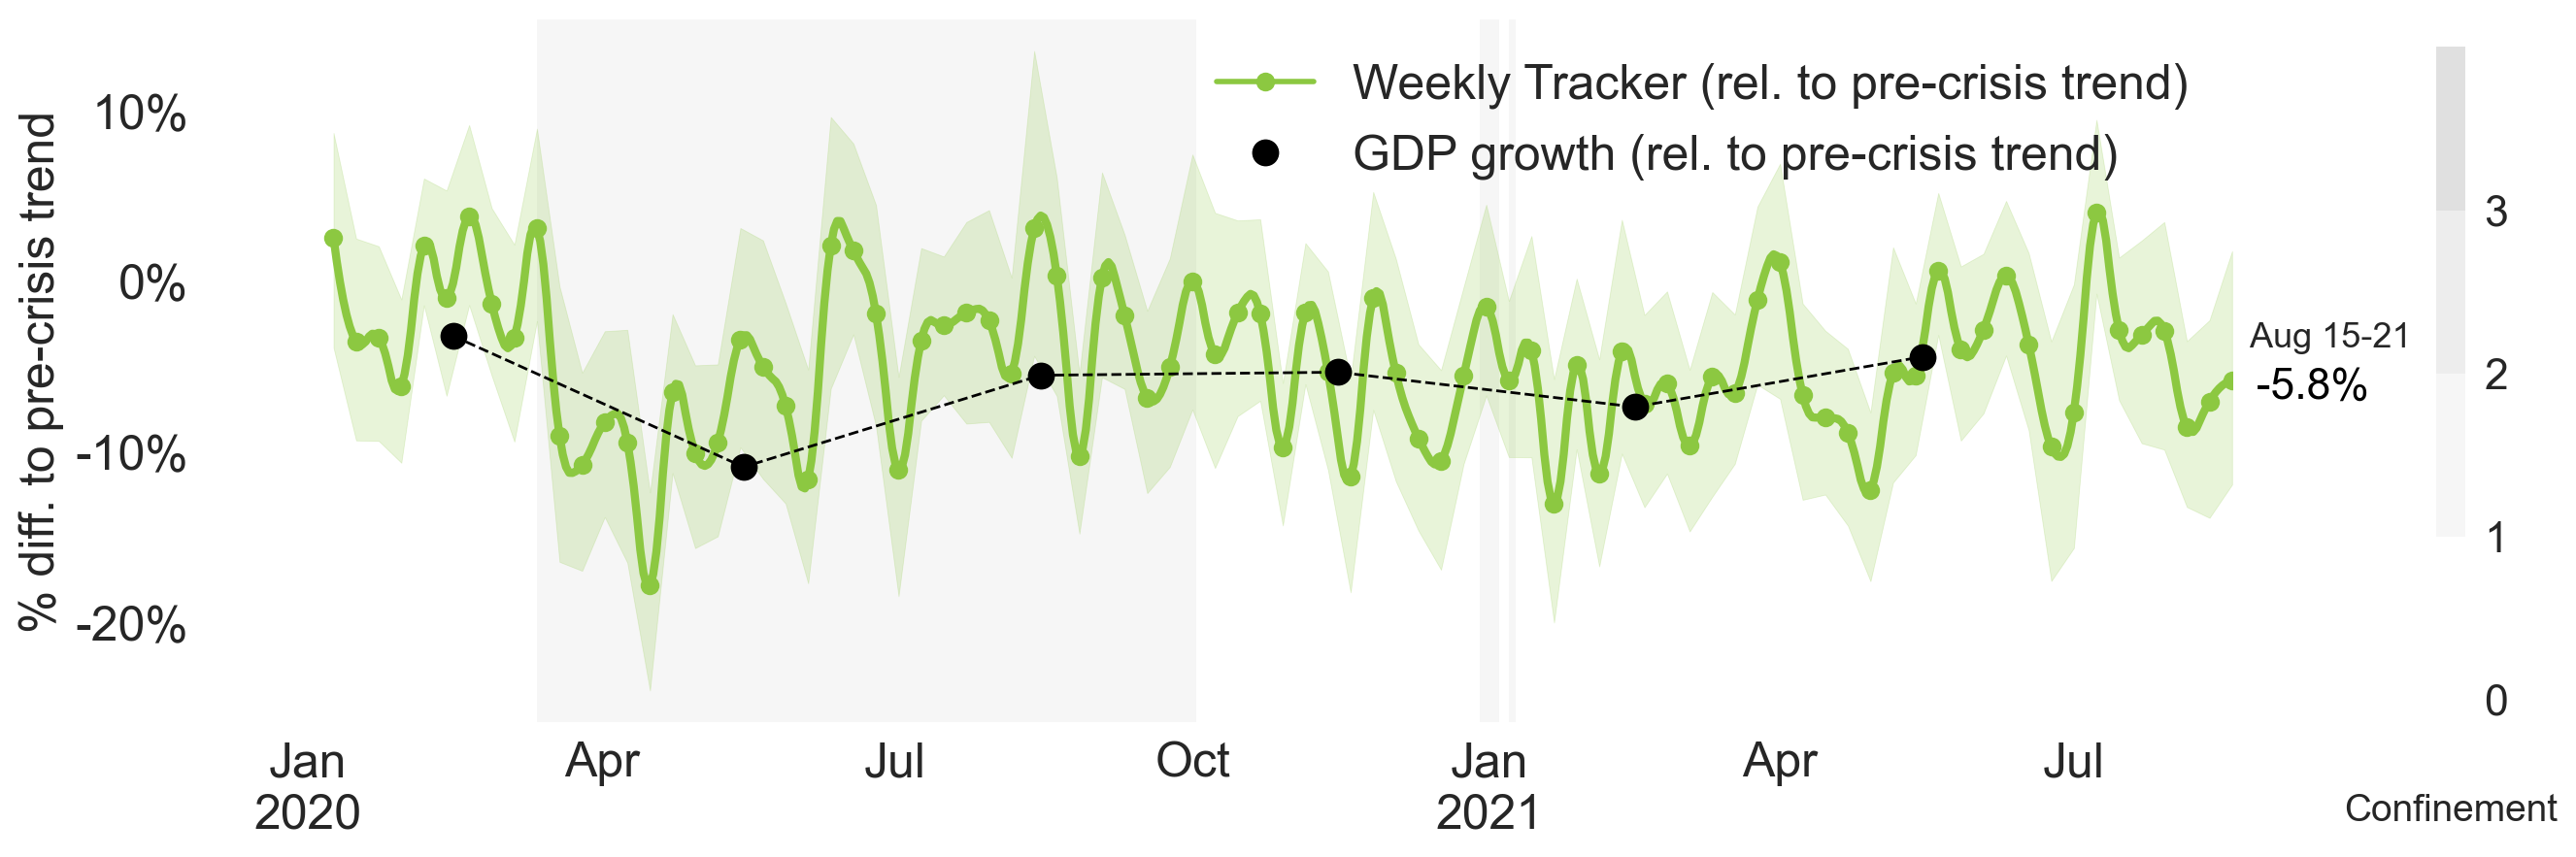 % diff. to pre-crisis trend
10%
0%
-10%
-20%
Weekly Tracker (rel. to pre-crisis trend)
GDP growth (rel. to pre-crisis trend)
Aug 15-21
-5.8%
3
2
1
0
Jan
2020
Apr
Jul
Oct
Jan
2021
Apr
Jul
Confinement